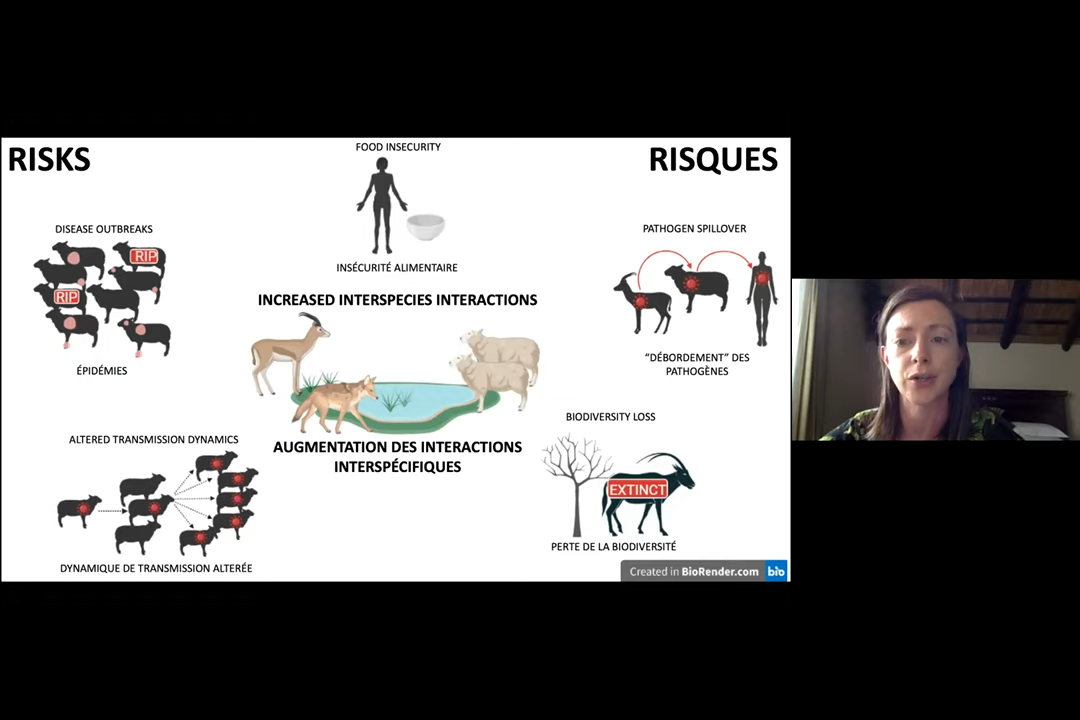 RISKS
RISQUES
FOOD INSECURITY
INSÉCURITÉ ALIMENTAIRE
DISEASE OUTBREAKS
RIP
RIP
ÉPIDÉMIES
PATHOGEN SPILLOVER
“DÉBORDEMENT” DES
PATHOGÈNES
INCREASED INTERSPECIES INTERACTIONS
AUGMENTATION DES INTERACTIONS
INTERSPÉCIFIQUES
ALTERED TRANSMISSION DYNAMICS
DYNAMIQUE DE TRANSMISSION ALTERÉE
BIODIVERSITY LOSS
EXTINCT
PERTE DE LA BIODIVERSITÉ
Created in BioRender.com bio